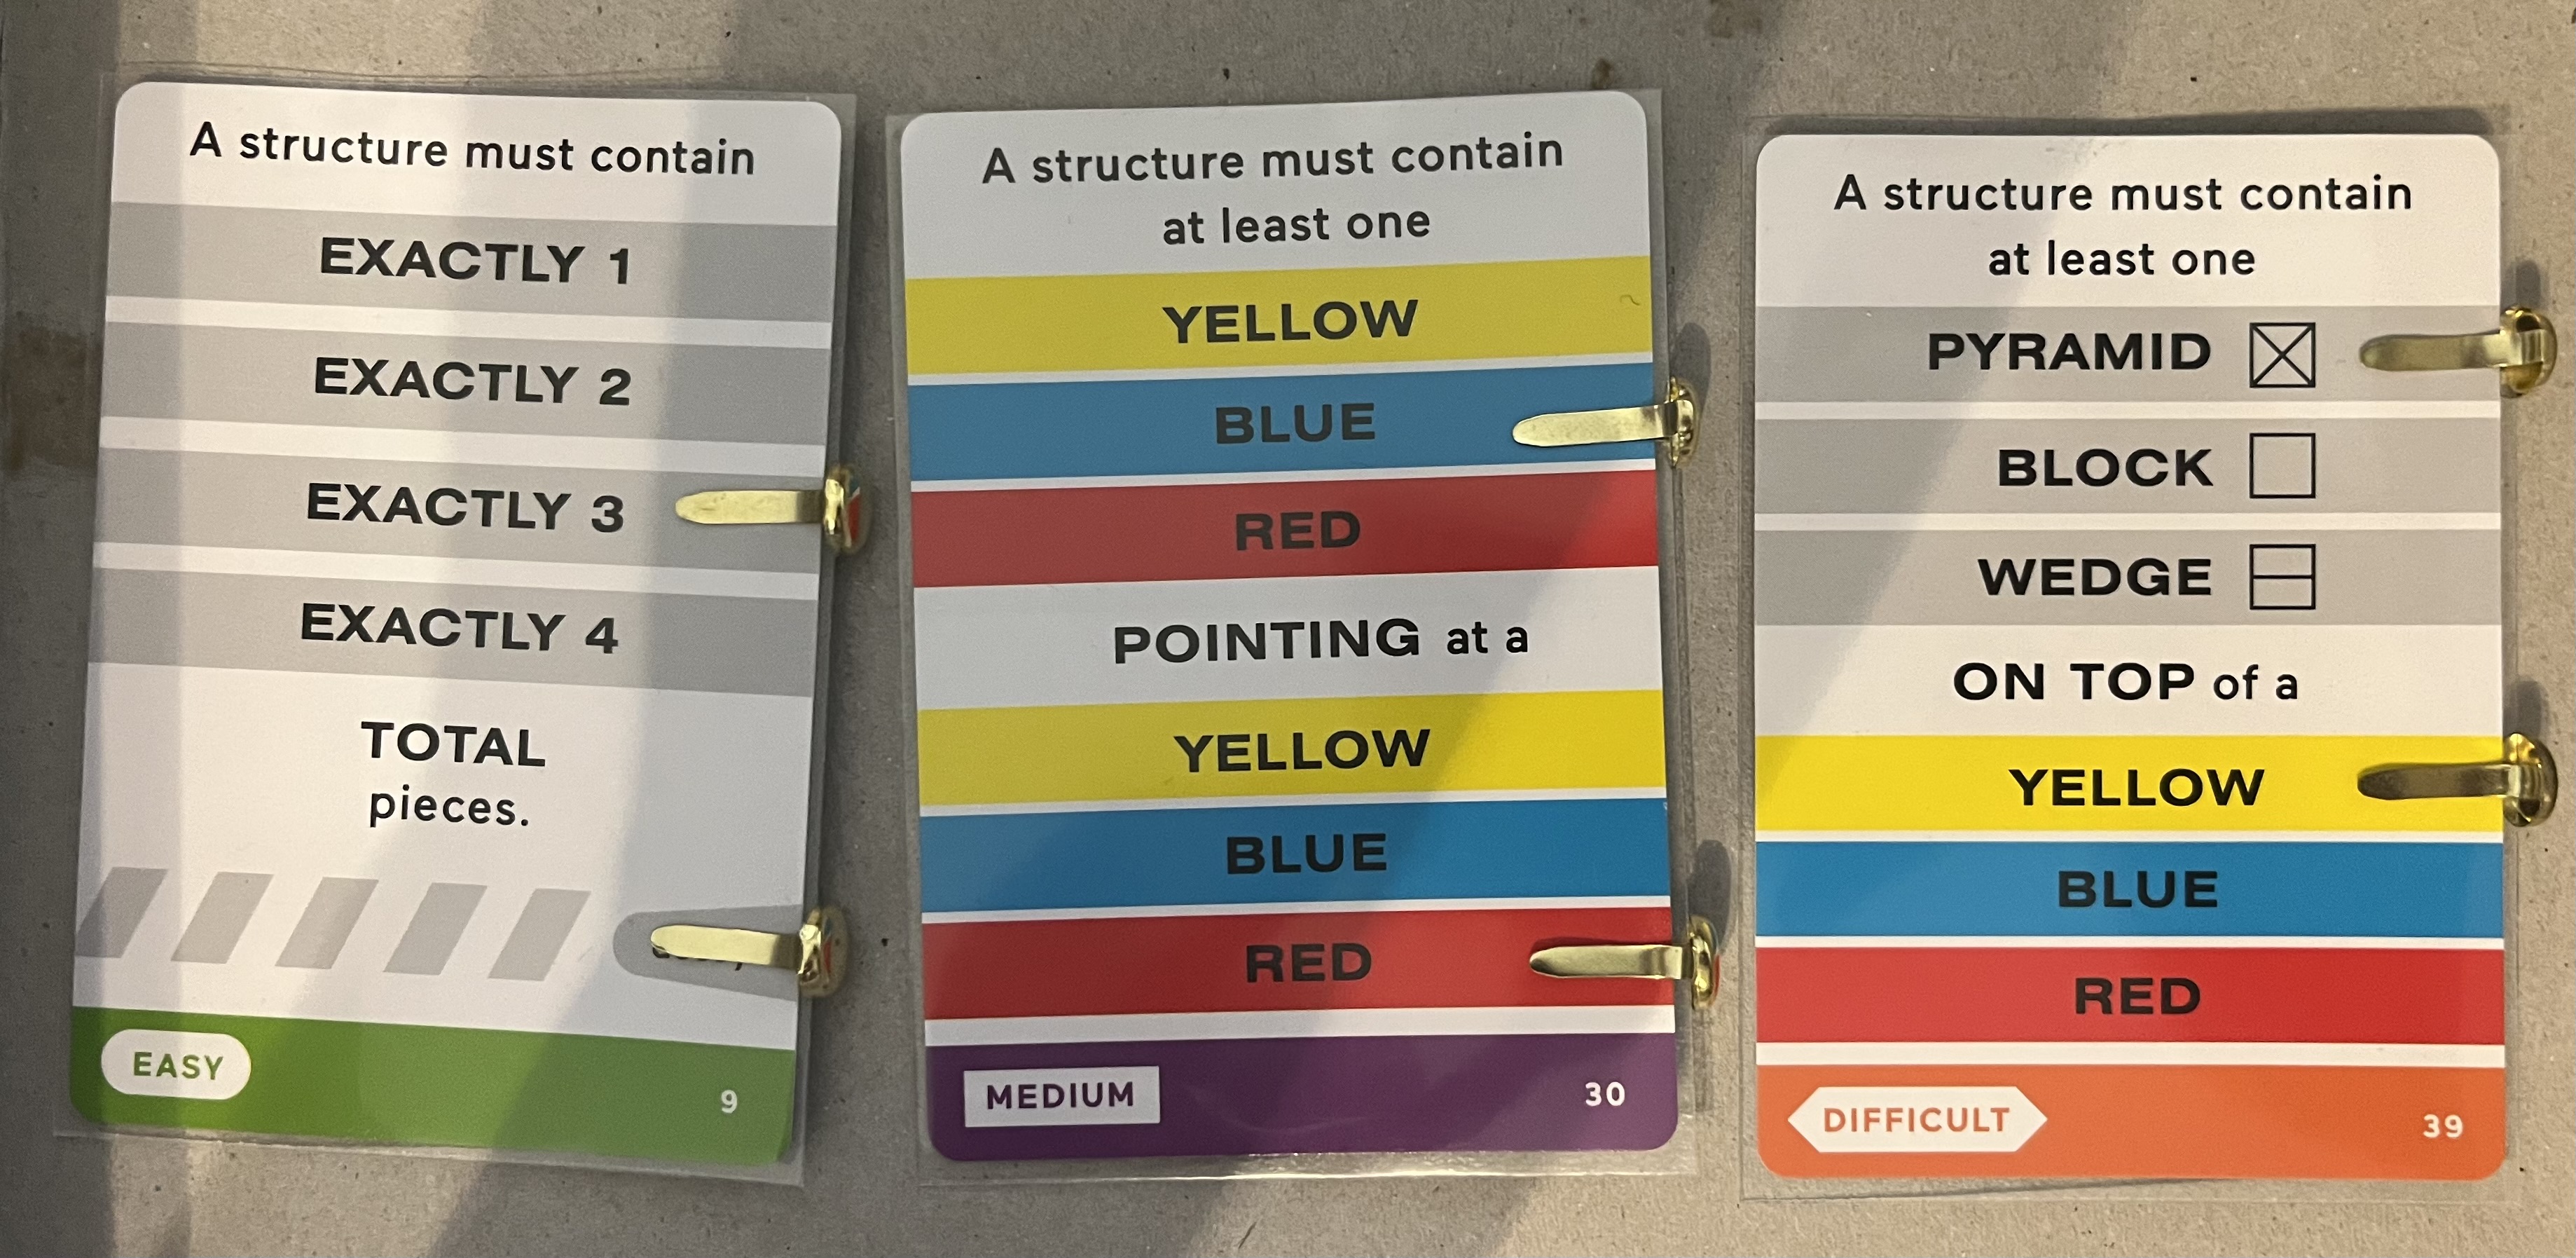 A structure must contain
EXACTLY 1
EXACTLY 2
EXACTLY 3
EXACTLY 4
TOTAL
pieces.
EASY
9
A structure must contain
at least one
YELLOW
BLUE
RED
POINTING at a
YELLOW
BLUE
RED
MEDIUM
30
A structure must contain
at least one
PYRAMID
BLOCK
WEDGE
ON TOP of a
YELLOW
BLUE
RED
DIFFICULT
39